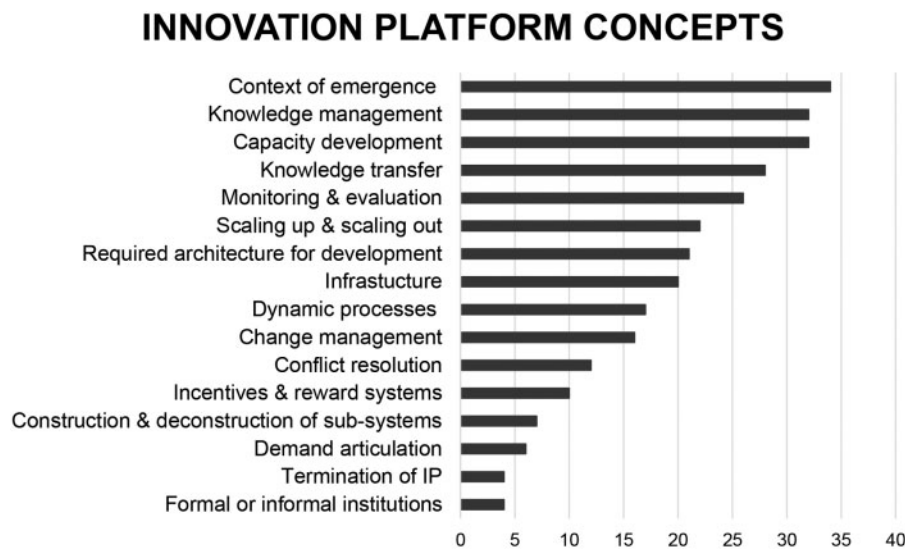 INNOVATION PLATFORM CONCEPTS
Context of emergence
Knowledge management
Capacity development
Knowledge transfer
Monitoring & evaluation
Scaling up & scaling out
Required architecture for development
Infrastucture
Dynamic processes
Change management
Conflict resolution
Incentives & reward systems
Construction & deconstruction of sub-systems
Demand articulation
Termination of IP
Formal or informal institutions
0 5 10 15 20 25 30 35 40